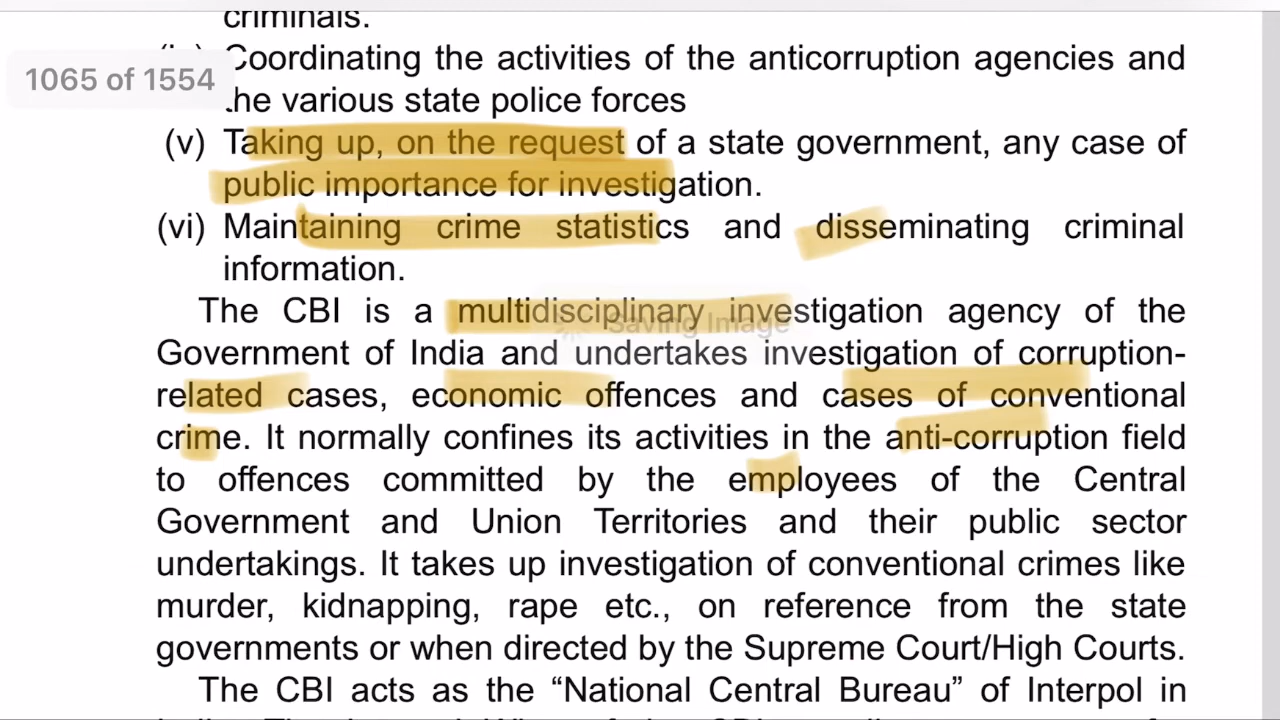 criminals.
Coordinating the activities of the anticorruption agencies and
1065 of 1554
the various state police forces
(v) Taking up, on the request of a state government, any case of
public importance for investigation.
(vi) Maintaining crime statistics and disseminating criminal
information.
The CBI is a multidisciplinary investigation agency of the
Saving Image
Government of India and undertakes investigation of corruption-
related cases, economic offences and cases of conventional
crime. It normally confines its activities in the anti-corruption field
to offences committed by the employees of the Central
Government and Union Territories and their public sector
undertakings. It takes up investigation of conventional crimes like
murder, kidnapping, rape etc., on reference from the state
governments or when directed by the Supreme Court/High Courts.
The CBI acts as the “National Central Bureau” of Interpol in